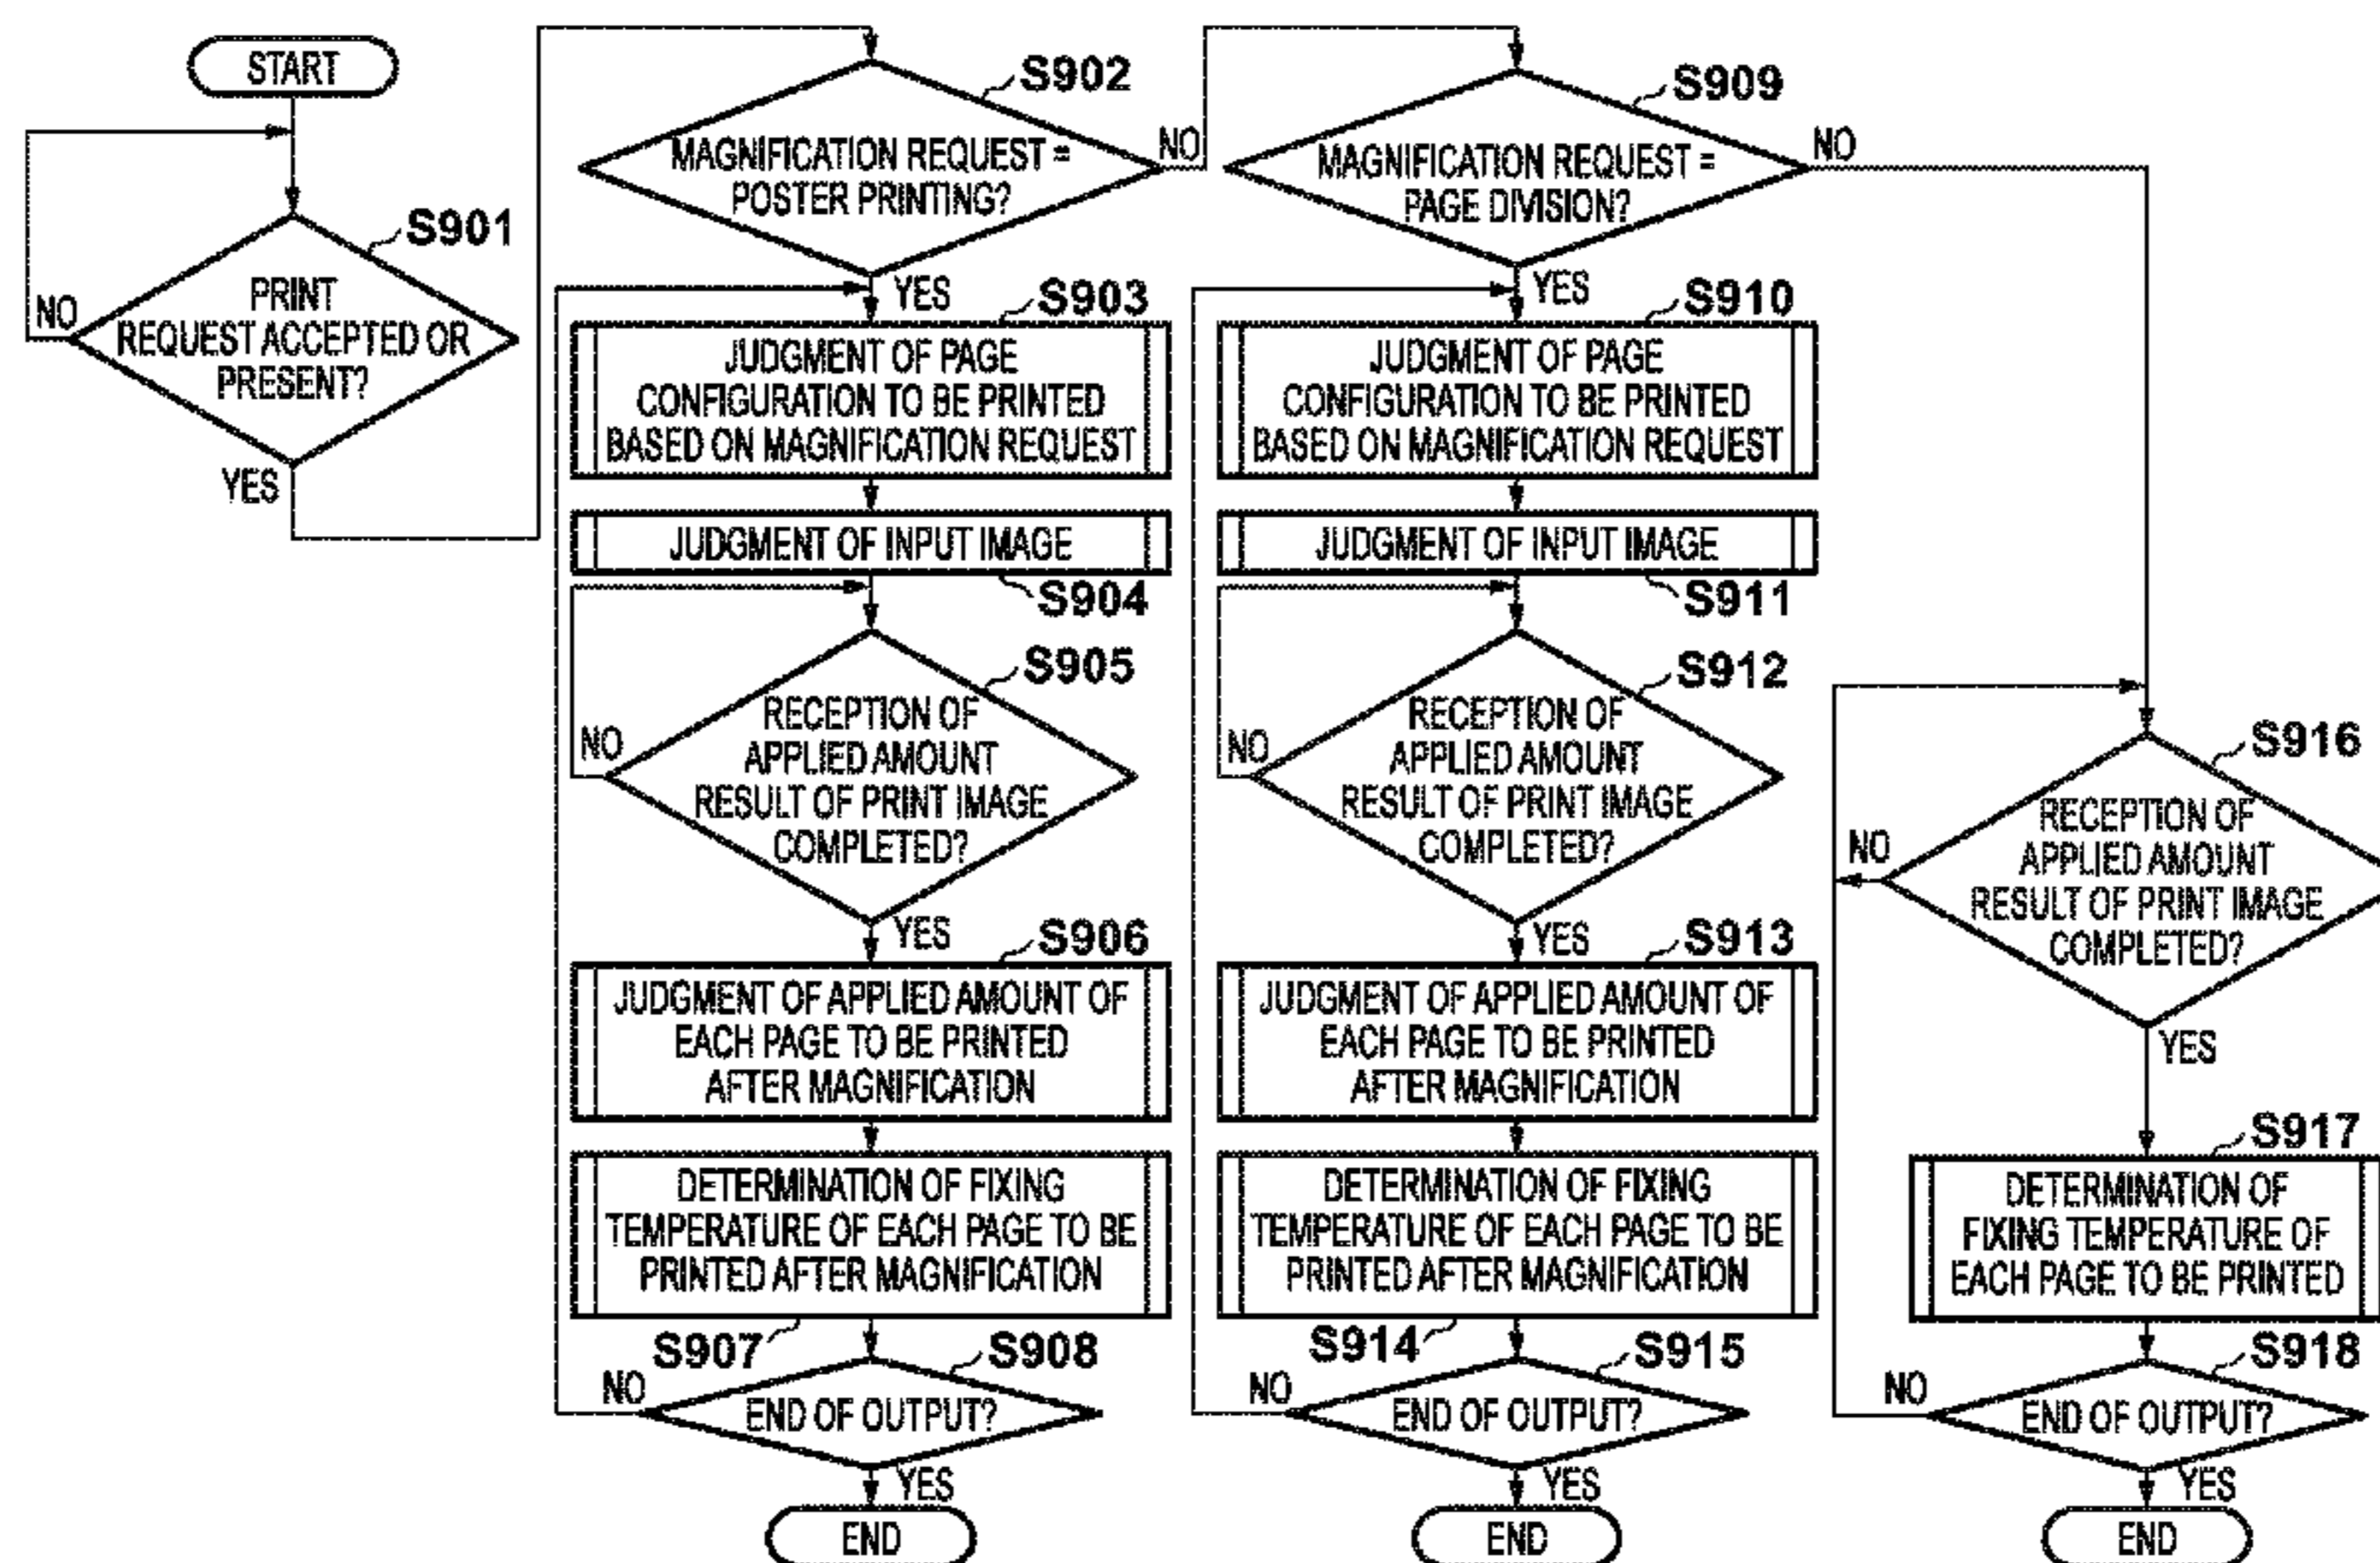 START
S901
PRINT
REQUEST ACCEPTED OR
PRESENT?
NO
YES
S902
MAGNIFICATION REQUEST =
POSTER PRINTING?
NO
YES
S903
JUDGMENT OF PAGE
CONFIGURATION TO BE PRINTED
BASED ON MAGNIFICATION REQUEST
JUDGMENT OF INPUT IMAGE
S904
S905
RECEPTION OF
APPLIED AMOUNT
RESULT OF PRINT IMAGE
COMPLETED?
NO
YES
S906
JUDGMENT OF APPLIED AMOUNT OF
EACH PAGE TO BE PRINTED
AFTER MAGNIFICATION
DETERMINATION OF FIXING
TEMPERATURE OF EACH PAGE TO BE
PRINTED AFTER MAGNIFICATION
S907
S908
NO
END OF OUTPUT?
YES
END
S909
MAGNIFICATION REQUEST =
PAGE DIVISION?
NO
YES
S910
JUDGMENT OF PAGE
CONFIGURATION TO BE PRINTED
BASED ON MAGNIFICATION REQUEST
JUDGMENT OF INPUT IMAGE
S911
S912
RECEPTION OF
APPLIED AMOUNT
RESULT OF PRINT IMAGE
COMPLETED?
NO
YES
S913
JUDGMENT OF APPLIED AMOUNT OF
EACH PAGE TO BE PRINTED
AFTER MAGNIFICATION
DETERMINATION OF FIXING
TEMPERATURE OF EACH PAGE TO BE
PRINTED AFTER MAGNIFICATION
S914
S915
NO
END OF OUTPUT?
YES
END
S916
RECEPTION OF
APPLIED AMOUNT
RESULT OF PRINT IMAGE
COMPLETED?
NO
YES
S917
DETERMINATION OF
FIXING TEMPERATURE OF
EACH PAGE TO BE PRINTED
S918
NO
END OF OUTPUT?
YES
END